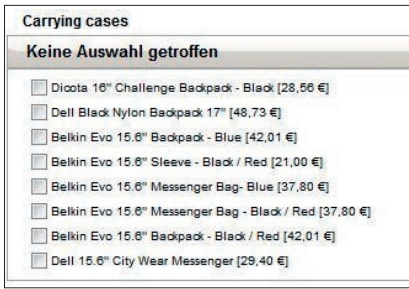 Carrying cases
Keine Auswahl getroffen
Dicota 16" Challenge Backpack - Black [28,56 €]
Dell Black Nylon Backpack 17" [48,73 €]
Belkin Evo 15.6" Backpack - Blue [42,01 €]
Belkin Evo 15.6" Sleeve - Black / Red [21,00 €]
Belkin Evo 15.6" Messenger Bag- Blue [37,80 €]
Belkin Evo 15.6" Messenger Bag - Black / Red [37,80 €]
Belkin Evo 15.6" Backpack - Black / Red [42,01 €]
Dell 15.6" City Wear Messenger [29,40 €]